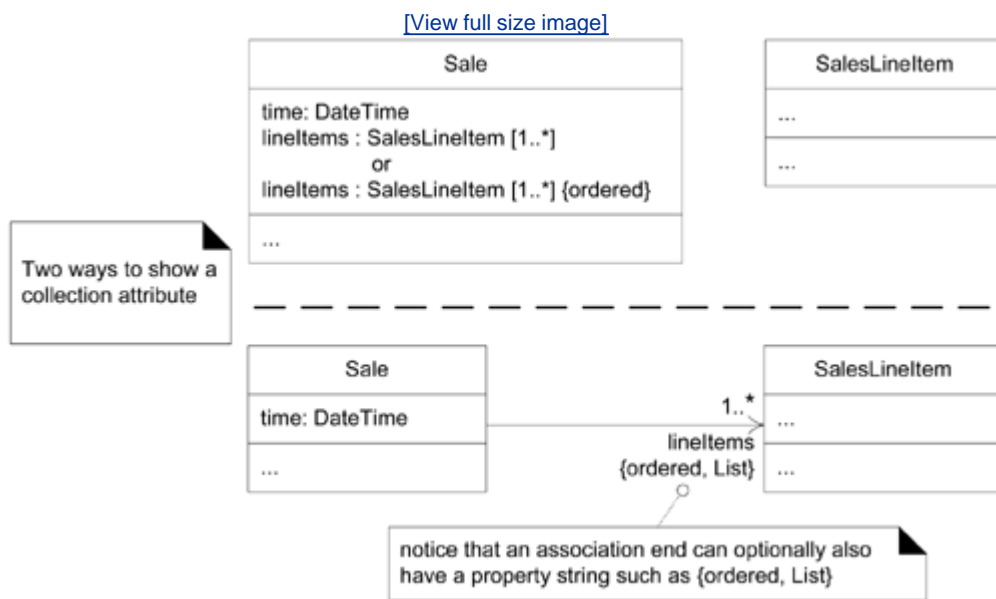 [View full size image]
Sale
time: DateTime
lineItems : SalesLineItem [1..*]
or
lineItems : SalesLineItem [1..*] {ordered}
...
SalesLineItem
...
...
Two ways to show a
collection attribute
Sale
time: DateTime
...
1..*
lineItems
{ordered, List}
SalesLineItem
...
...
notice that an association end can optionally also
have a property string such as {ordered, List}